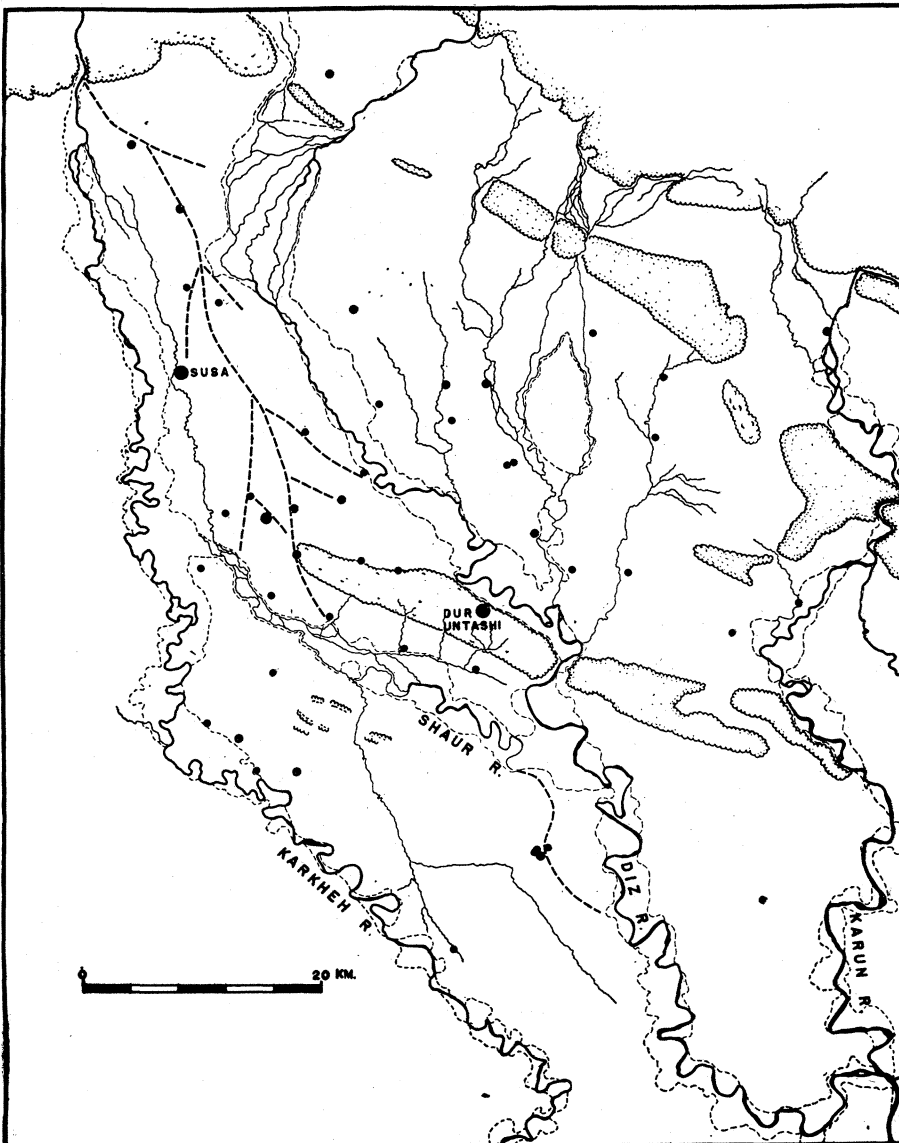 SUSA
DUR
UNTASHI
SHAUR R.
KARKHEH R.
DIZ R.
KARUN R.
0 20 KM.